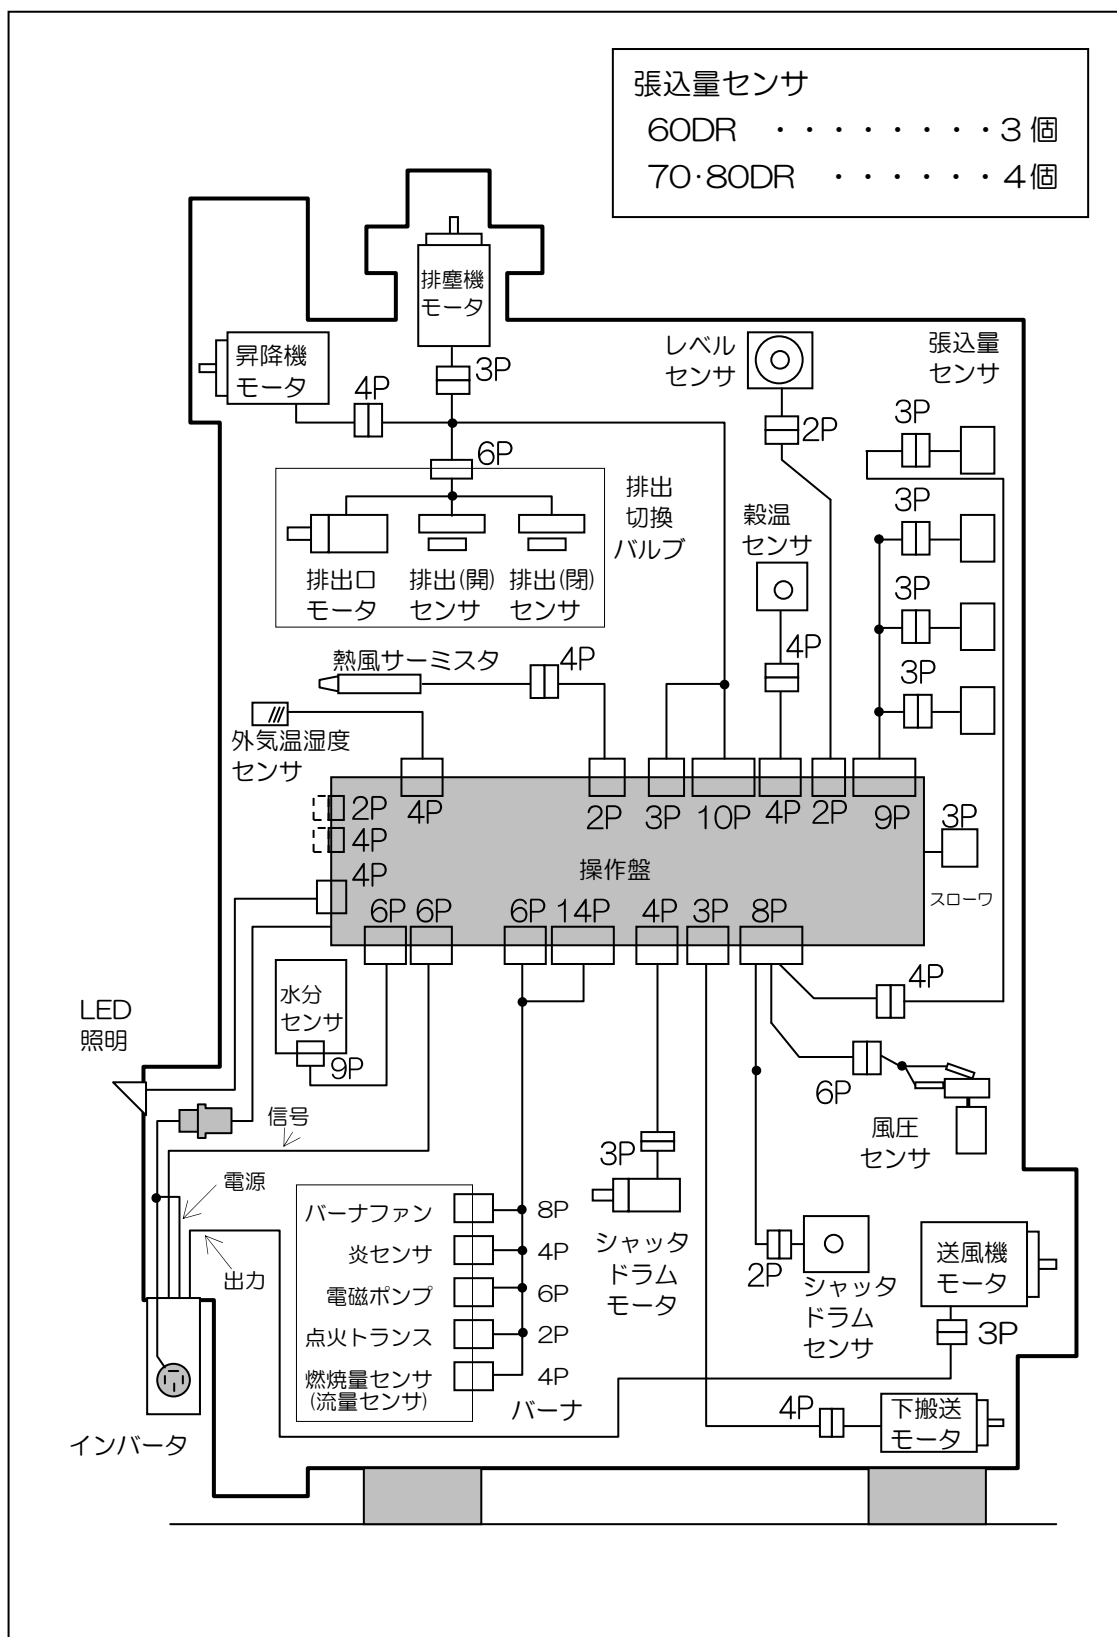 張込量センサ
60DR ・・・・・・・・3個
70·80DR ・・・・・・4個
排塵機
モータ
昇降機
モータ
4P
3P
6P
レベル
センサ
2P
張込量
センサ
3P
3P
3P
3P
排出
切換
バルブ
排出口
モータ
排出(開)
センサ
排出(閉)
センサ
穀温
センサ
4P
熱風サーミスタ
4P
外気温湿度
センサ
2P
4P
4P
4P
2P
3P
10P
4P
2P
9P
3P
スローワ
操作盤
6P
6P
6P
14P
4P
3P
8P
水分
センサ
9P
LED
照明
信号
電源
出力
インバータ
バーナファン
8P
炎センサ
4P
電磁ポンプ
6P
点火トランス
2P
燃焼量センサ
(流量センサ)
4P
バーナ
3P
シャッタ
ドラム
モータ
4P
6P
風圧
センサ
2P
シャッタ
ドラム
センサ
送風機
モータ
3P
4P
下搬送
モータ